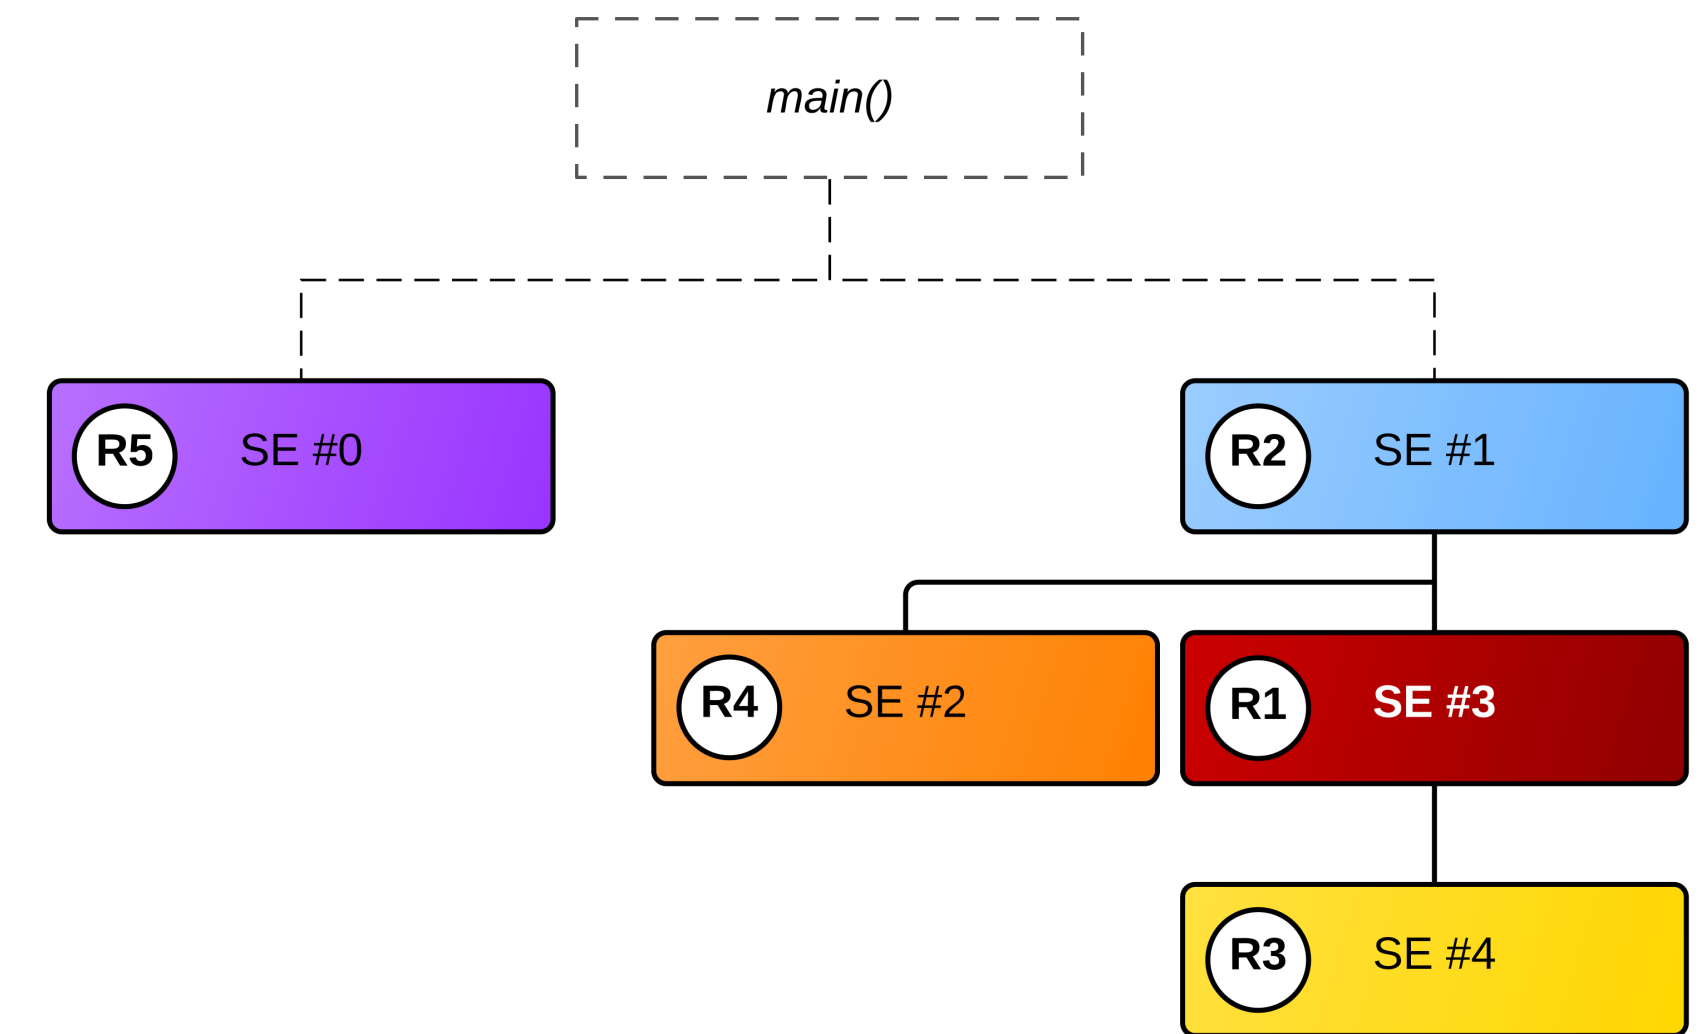 main()
R5 SE #0
R2 SE #1
R4 SE #2
R1 SE #3
R3 SE #4